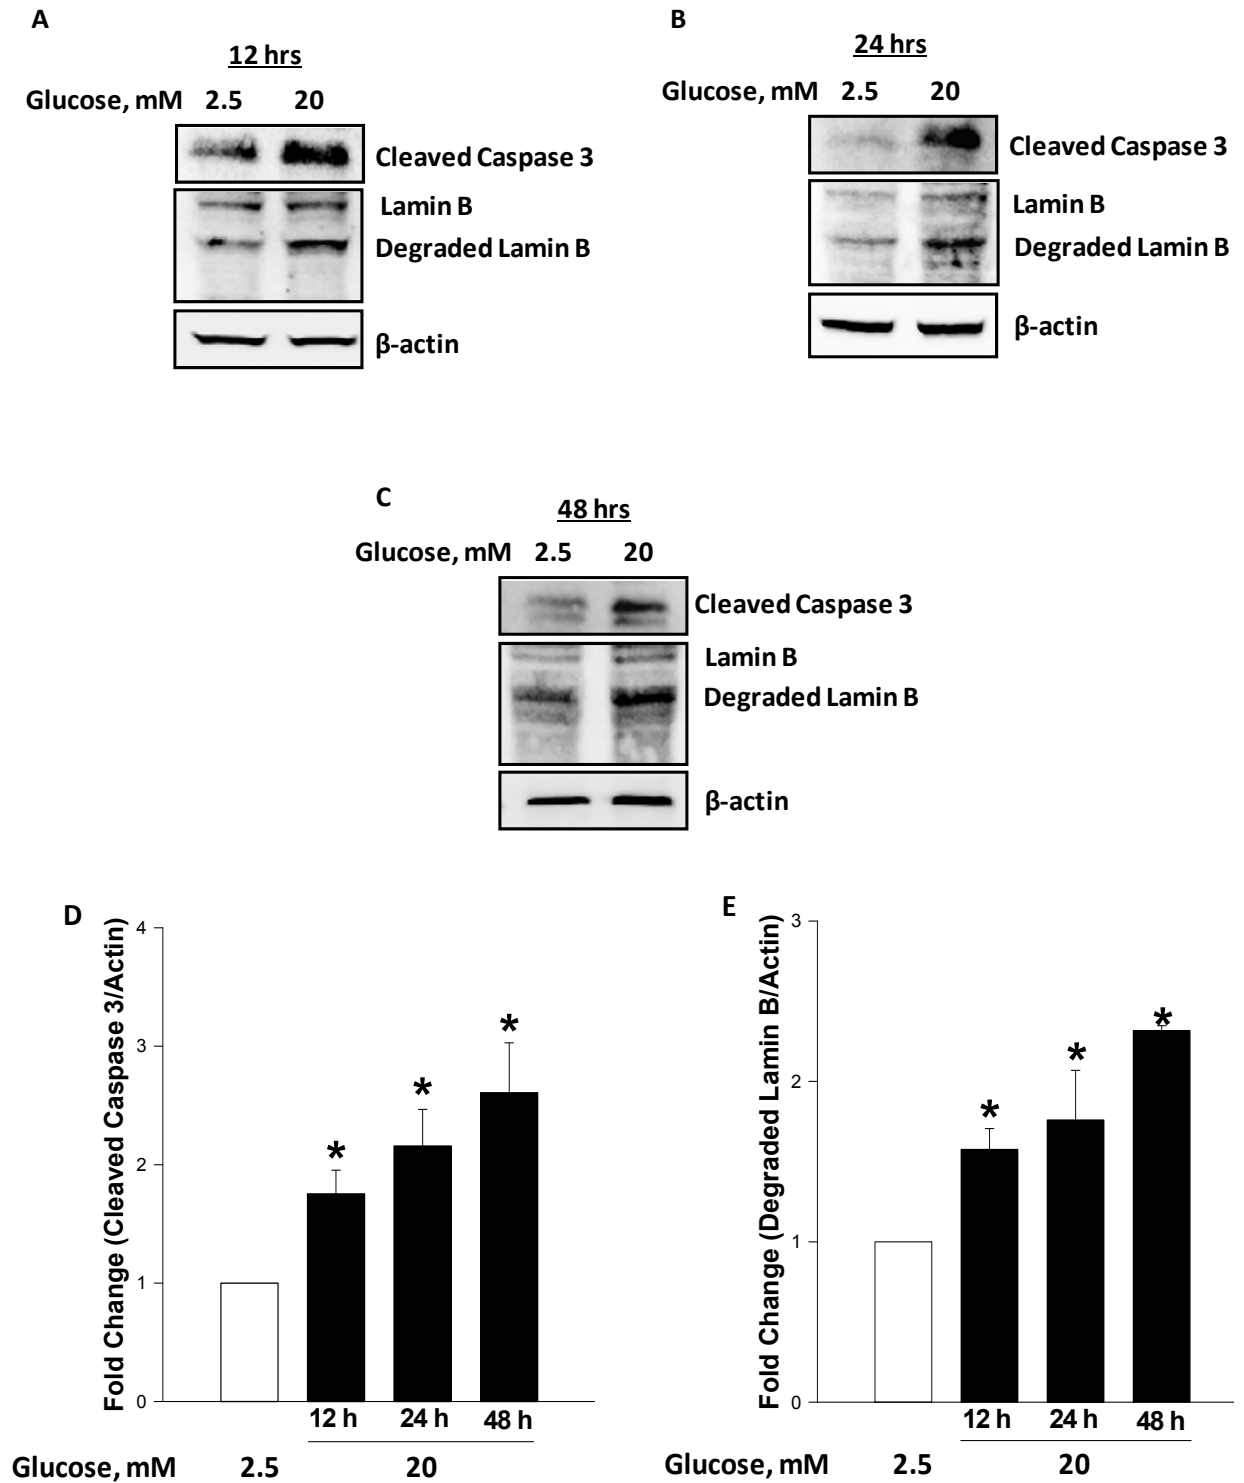 A
12 hrs
Glucose, mM 2.5 20
Cleaved Caspase 3
Lamin B
Degraded Lamin B
β-actin
B
24 hrs
Glucose, mM 2.5 20
Cleaved Caspase 3
Lamin B
Degraded Lamin B
β-actin
C
48 hrs
Glucose, mM 2.5 20
Cleaved Caspase 3
Lamin B
Degraded Lamin B
β-actin
D
Fold Change (Cleaved Caspase 3/Actin)
4
3
2
1
0
*
*
*
12 h 24 h 48 h
Glucose, mM 2.5 20
E
Fold Change (Degraded Lamin B/Actin)
3
2
1
0
*
*
*
12 h 24 h 48 h
Glucose, mM 2.5 20